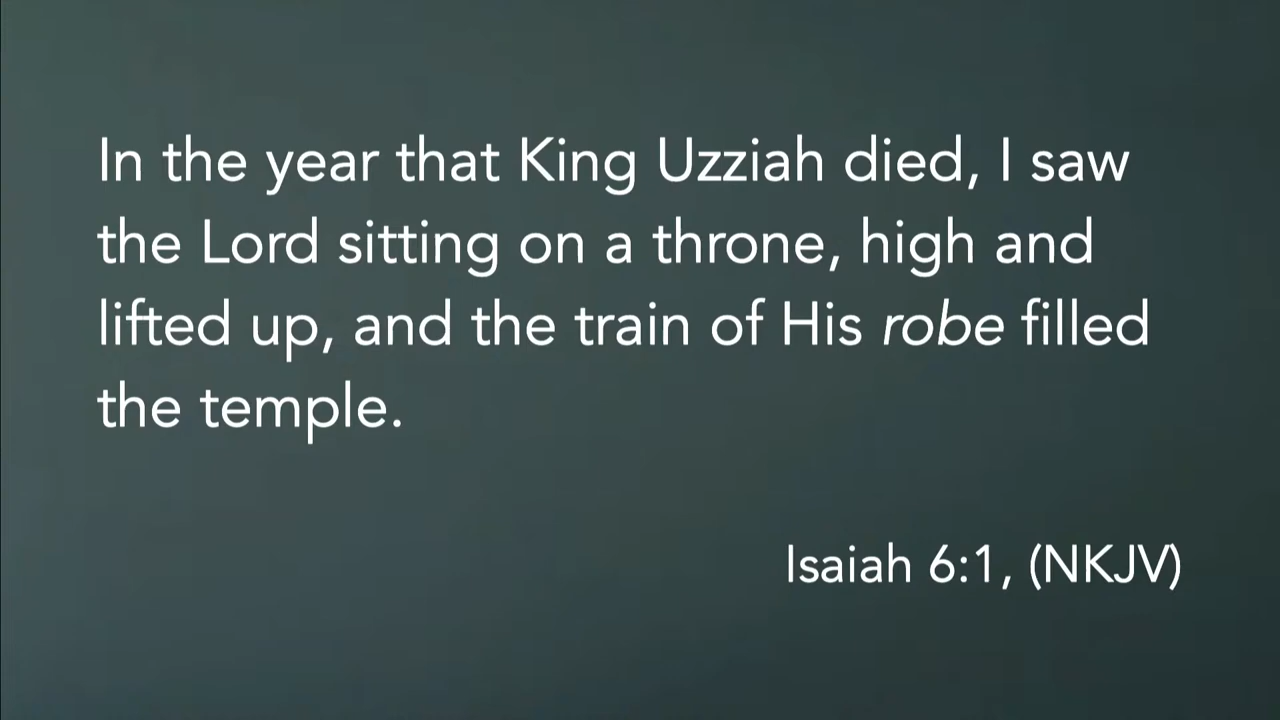 In the year that King Uzziah died, I saw
the Lord sitting on a throne, high and
lifted up, and the train of His robe filled
the temple.
Isaiah 6:1, (NKJV)